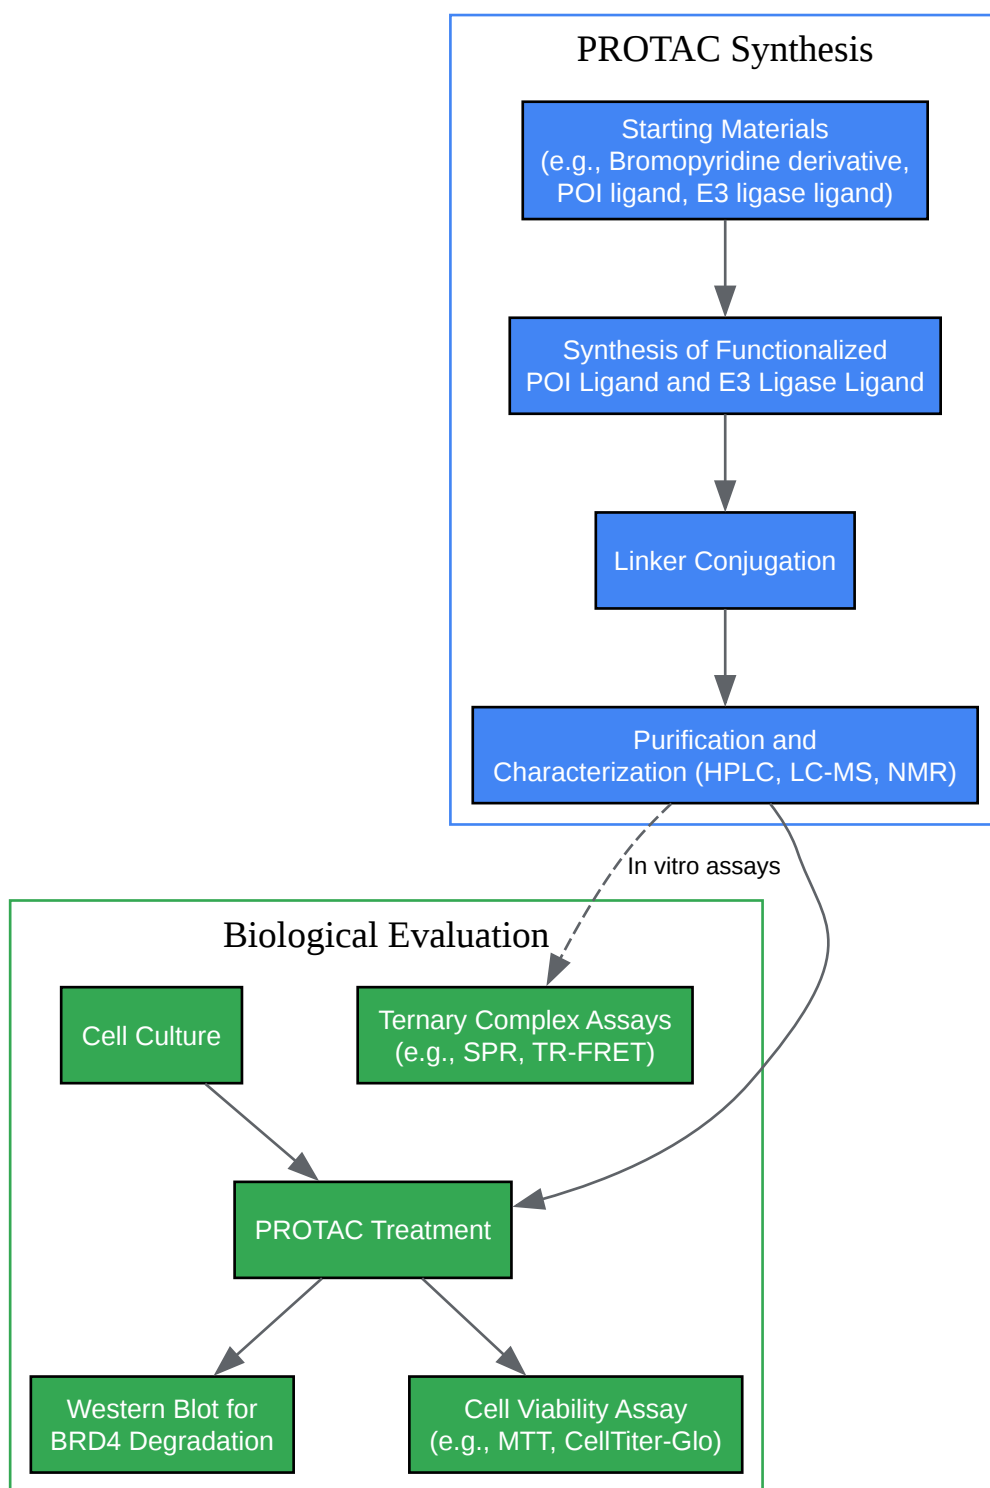 PROTAC Synthesis
Starting Materials
(e.g., Bromopyridine derivative,
POI ligand, E3 ligase ligand)
Synthesis of Functionalized
POI Ligand and E3 Ligase Ligand
Linker Conjugation
Purification and
Characterization (HPLC, LC-MS, NMR)
In vitro assays
Biological Evaluation
Cell Culture
Ternary Complex Assays
(e.g., SPR, TR-FRET)
PROTAC Treatment
Western Blot for
BRD4 Degradation
Cell Viability Assay
(e.g., MTT, CellTiter-Glo)